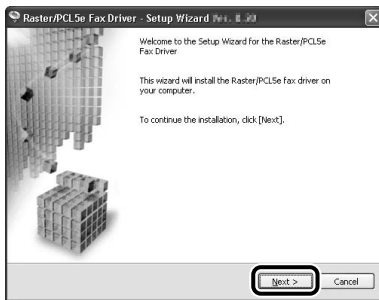 Raster/PCL5e Fax Driver - Setup Wizard
Welcome to the Setup Wizard for the Raster/PCL5e
Fax Driver
This wizard will install the Raster/PCL5e fax driver on
your computer.
To continue the installation, click [Next].
Next >
Cancel